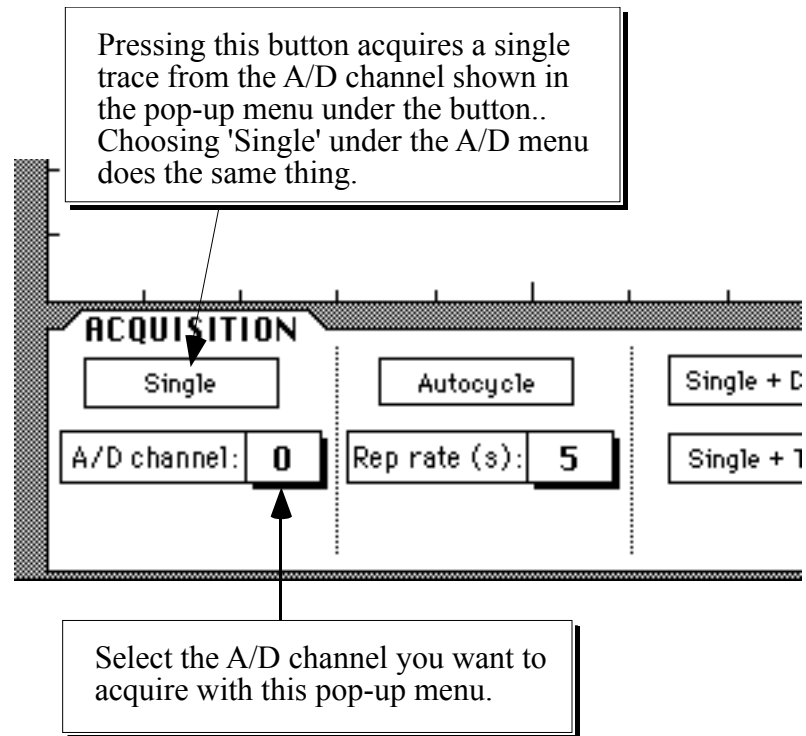 Pressing this button acquires a single
trace from the A/D channel shown in
the pop-up menu under the button..
Choosing 'Single' under the A/D menu
does the same thing.
ACQUISITION
Single
Autocycle
Single + D
A/D channel: 0
Rep rate (s): 5
Single + T
Select the A/D channel you want to
acquire with this pop-up menu.